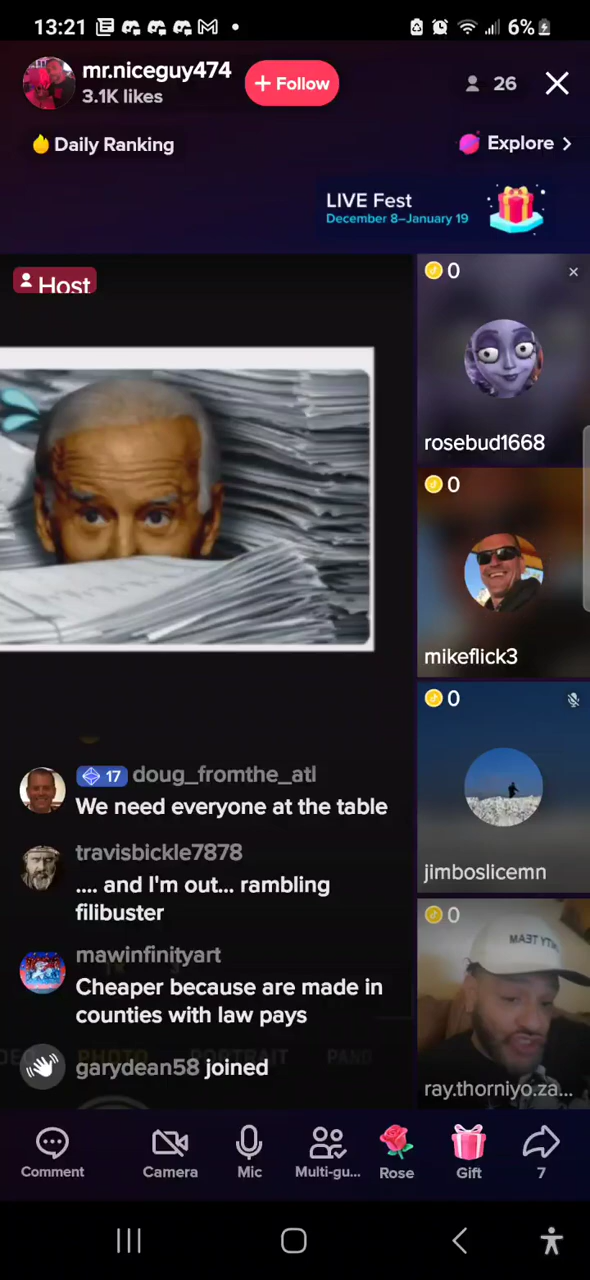 13:21
6%
mr.niceguy474
3.1K likes
+ Follow
26
Daily Ranking
Explore >
LIVE Fest
December 8–January 19
Host
0
rosebud1668
0
mikeflick3
0
jimboslicemn
0
ray.thorniyo.za...
17 doug_fromthe_atl
We need everyone at the table
travisbickle7878
.... and I'm out... rambling
filibuster
mawinfinityart
Cheaper because are made in
counties with law pays
PHOTO PORTRAIT
garydean58 joined
Comment
Camera
Mic
Multi-gu...
Rose
Gift
7